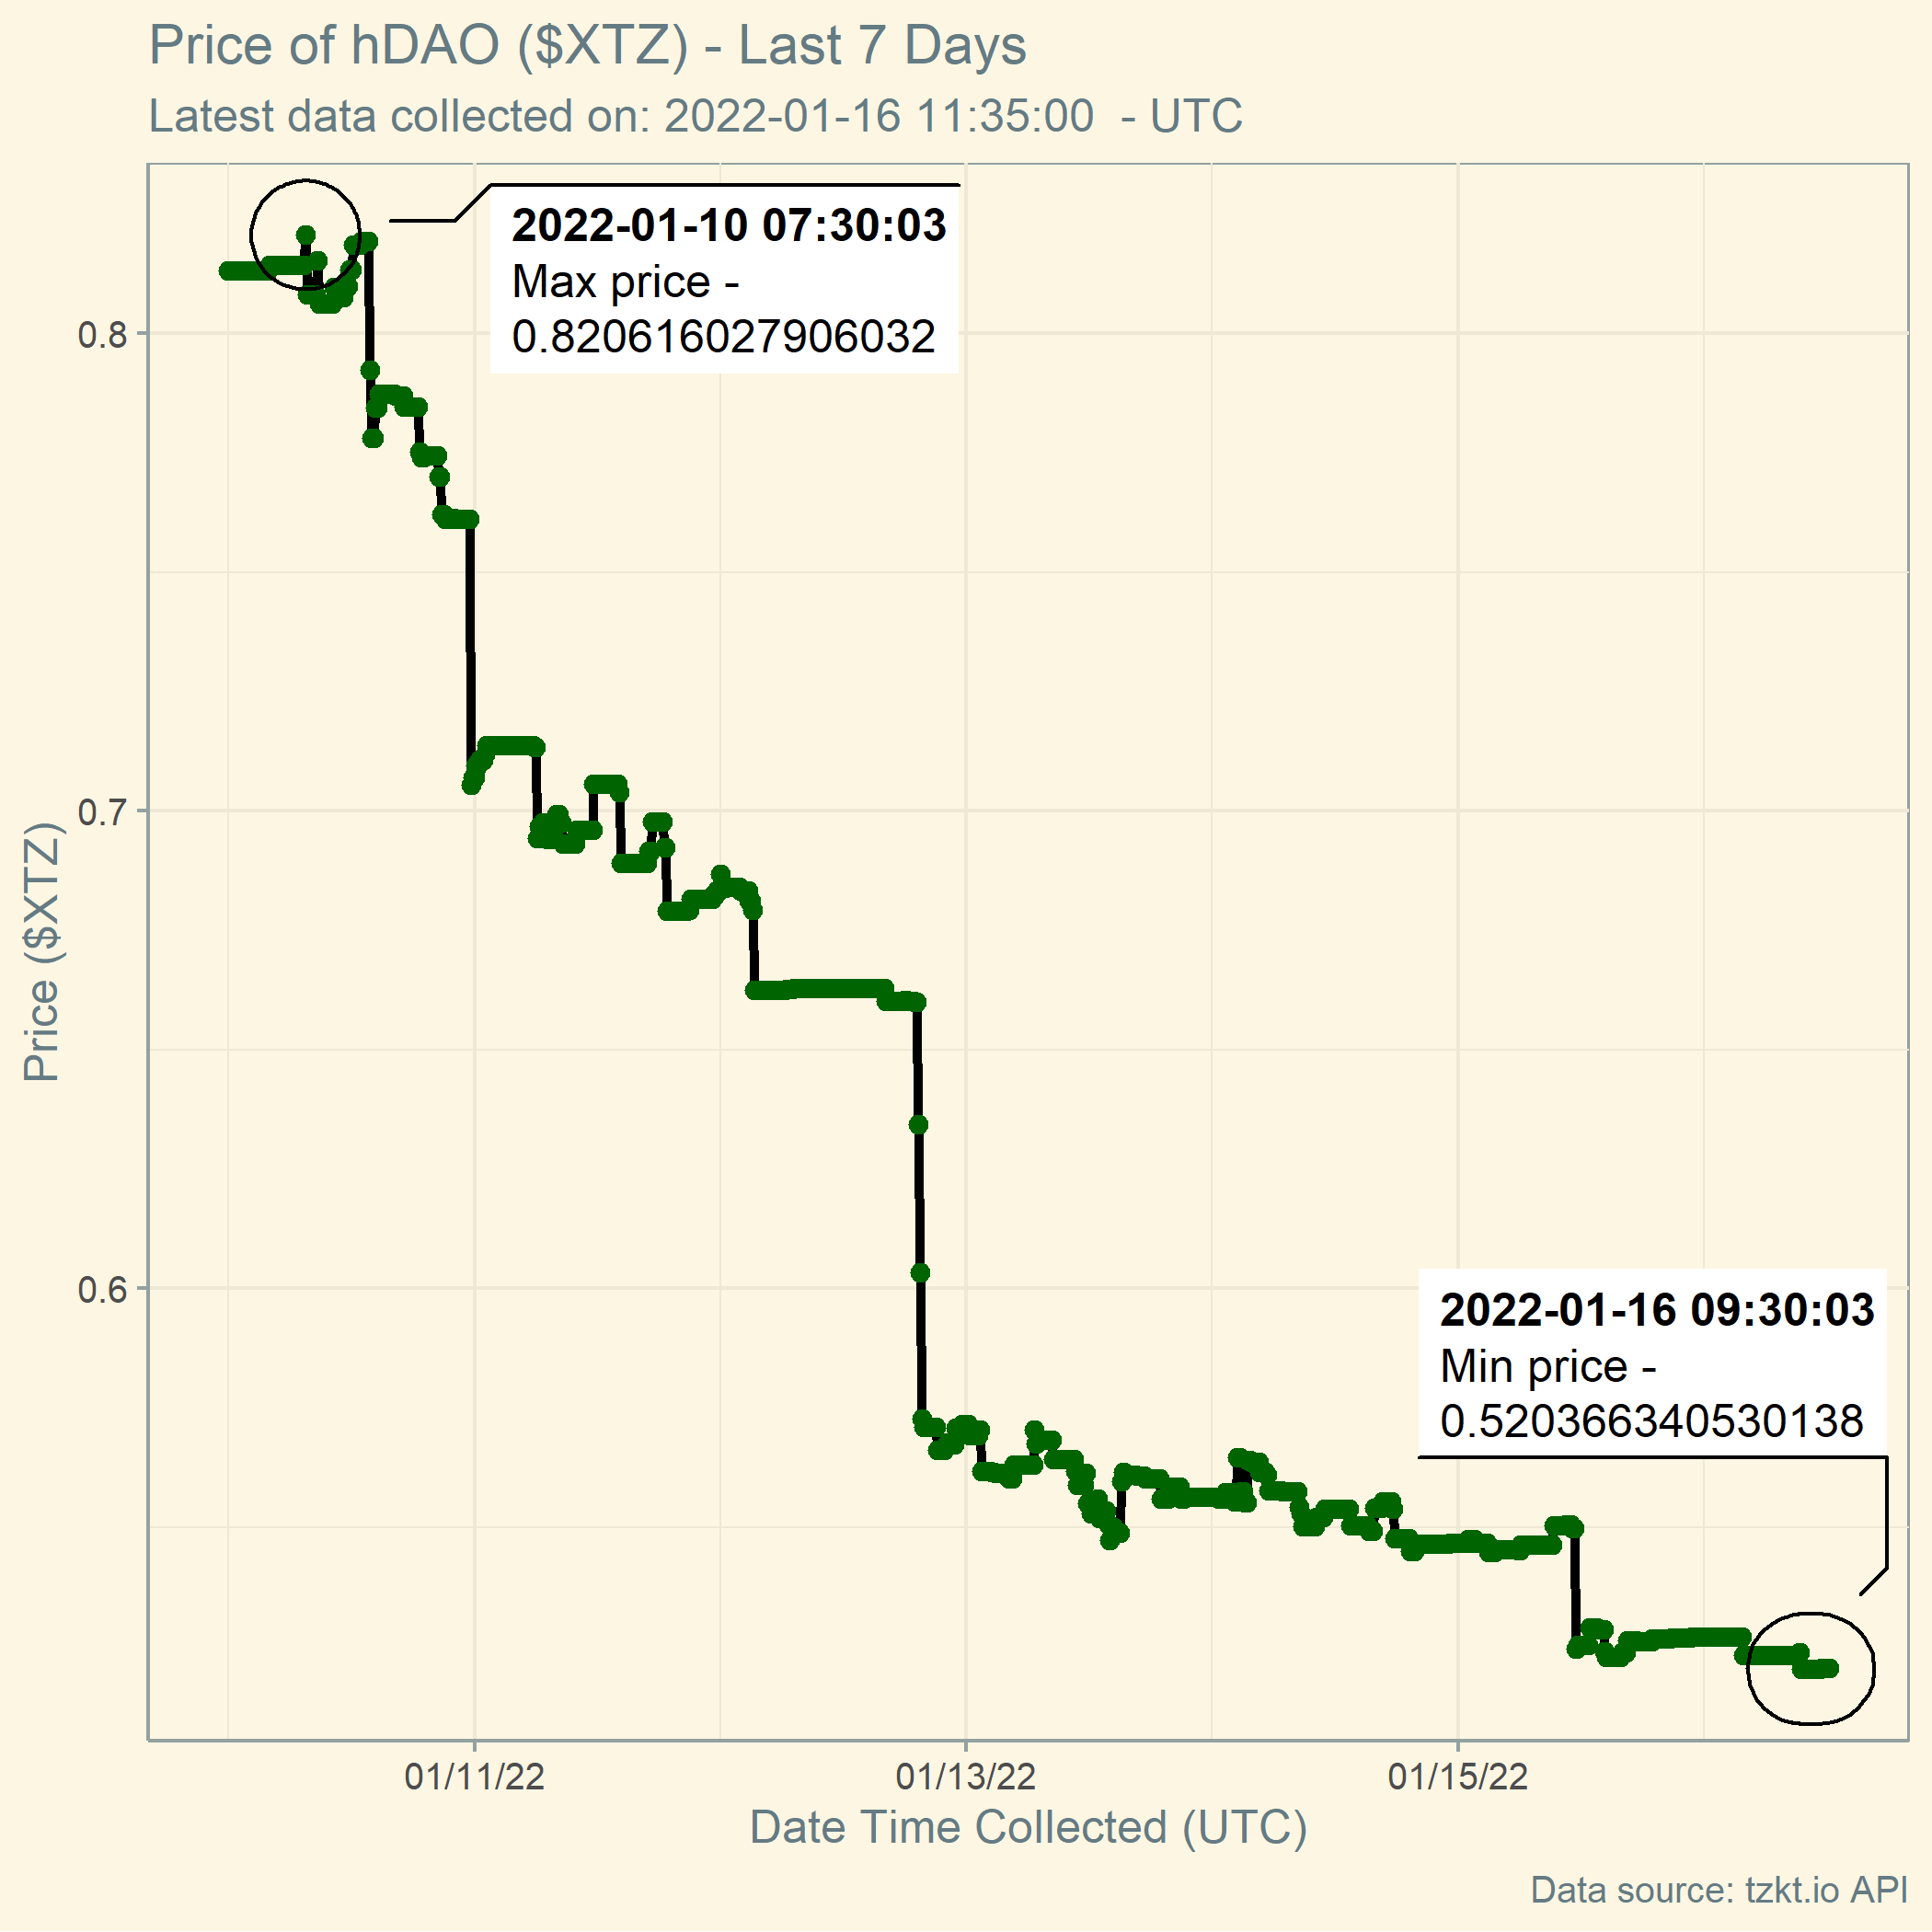 Price of hDAO ($XTZ) - Last 7 Days
Latest data collected on: 2022-01-16 11:35:00  - UTC
2022-01-10 07:30:03
Max price -
0.820616027906032
0.8
0.7
0.6
Price ($XTZ)
2022-01-16 09:30:03
Min price -
0.520366340530138
01/11/22
01/13/22
01/15/22
Date Time Collected (UTC)
Data source: tzkt.io API